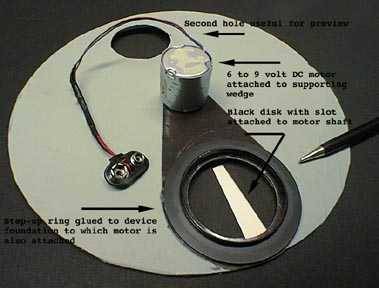 Second hole useful for preview
6 to 9 volt DC motor
attached to supporting
wedge
Black disk with slot
attached to motor shaft
Step-up ring glued to device
foundation to which motor is
also attached